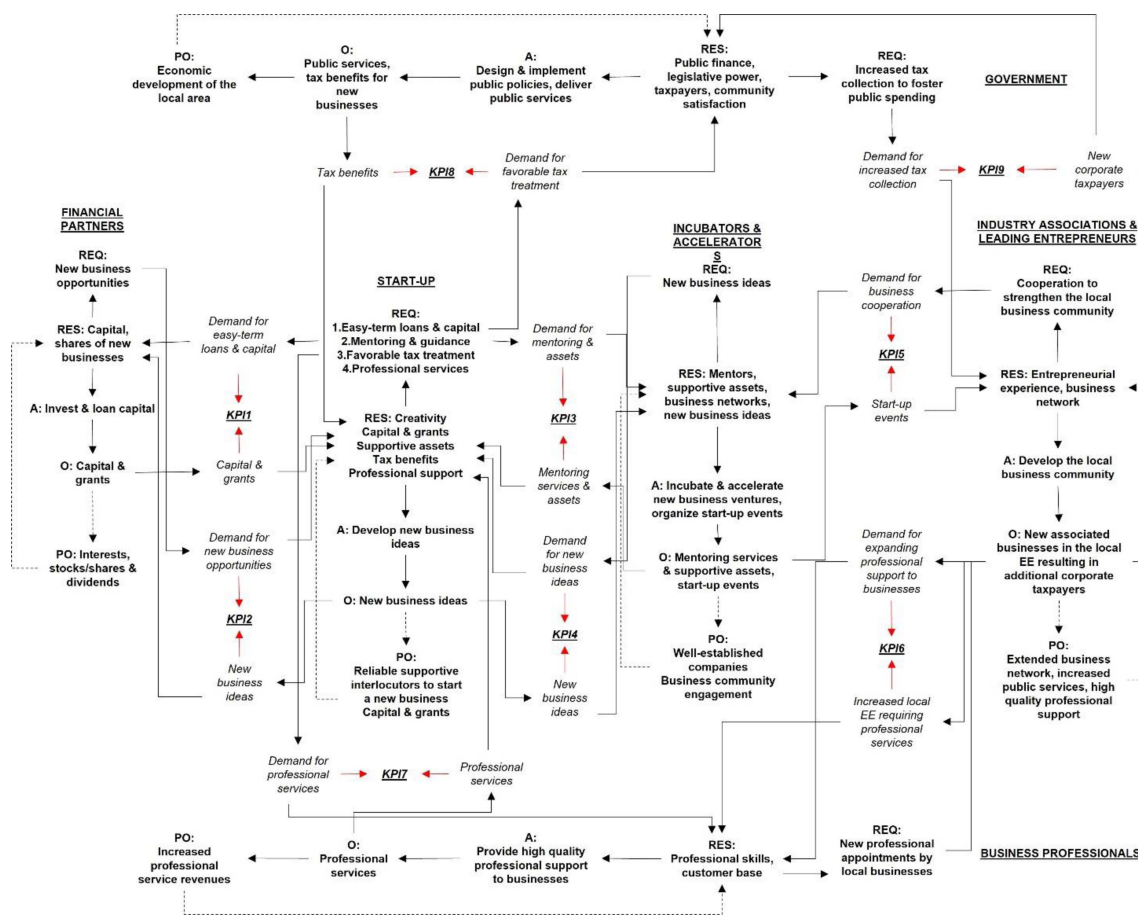 PO:
Economic
development of the
local area
O:
Public services,
tax benefits for
new
businesses
A:
Design & implement
public policies, deliver
public services
RES:
Public finance,
legislative power,
taxpayers, community
satisfaction
REQ:
Increased tax
collection to foster
public spending
GOVERNMENT
Tax benefits
KPI8
Demand for
favorable tax
treatment
Demand for
increased tax
collection
KPI9
New
corporate
taxpayers
FINANCIAL
PARTNERS
REQ:
New business
opportunities
RES: Capital,
shares of new
businesses
A: Invest & loan capital
O: Capital &
grants
PO: Interests,
stocks/shares &
dividends
Demand for
easy-term
loans & capital
KPI1
Capital &
grants
Demand for
new business
opportunities
KPI2
New
business
ideas
START-UP
REQ:
1.Easy-term loans & capital
2.Mentoring & guidance
3.Favorable tax treatment
4.Professional services
RES: Creativity
Capital & grants
Supportive assets
Tax benefits
Professional support
A: Develop new business
ideas
O: New business ideas
PO:
Reliable supportive
interlocutors to start
a new business
Capital & grants
Demand for
mentoring &
assets
KPI3
Mentoring
services &
assets
Demand
for new
business
ideas
KPI4
New
business
ideas
INCUBATORS &
ACCELERATOR
S
REQ:
New business ideas
RES: Mentors,
supportive assets,
business networks,
new business ideas
A: Incubate & accelerate
new business ventures,
organize start-up events
O: Mentoring services
& supportive assets,
start-up events
PO:
Well-established
companies
Business community
engagement
Demand for
business
cooperation
KPI5
Start-up
events
Demand for
expanding
professional
support to
businesses
KPI6
Increased local
EE requiring
professional
services
INDUSTRY ASSOCIATIONS &
LEADING ENTREPRENEURS
REQ:
Cooperation to
strengthen the local
business community
RES: Entrepreneurial
experience, business
network
A: Develop the local
business community
O: New associated
businesses in the local
EE resulting in
additional corporate
taxpayers
PO:
Extended business
network, increased
public services, high
quality professional
support
Demand for
professional
services
KPI7
Professional
services
PO:
Increased
professional
service revenues
O:
Professional
services
A:
Provide high quality
professional support
to businesses
RES:
Professional skills,
customer base
REQ:
New professional
appointments by
local businesses
BUSINESS PROFESSIONALS